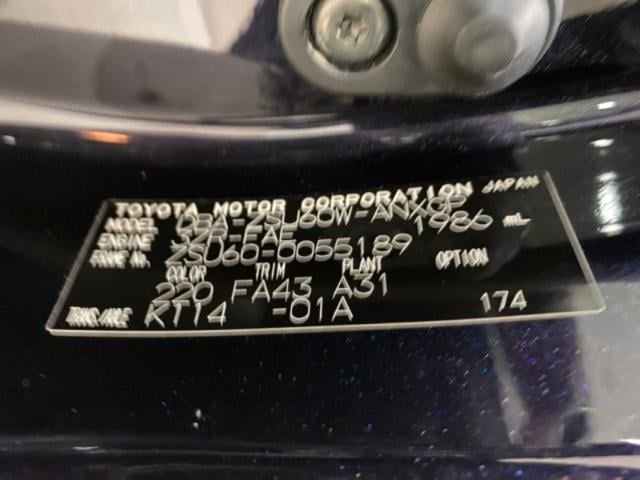 TOYOTA MOTOR CORPORATION JAPAN
MODEL DBA-ZSU60W-ANXGP
ENGINE 3ZR-FAE 1986 mL
FRAME No. ZSU60-0055189
COLOR TRIM PLANT OPTION
220 FA43 A31
TRANS/AXLE KT14 -01A 174